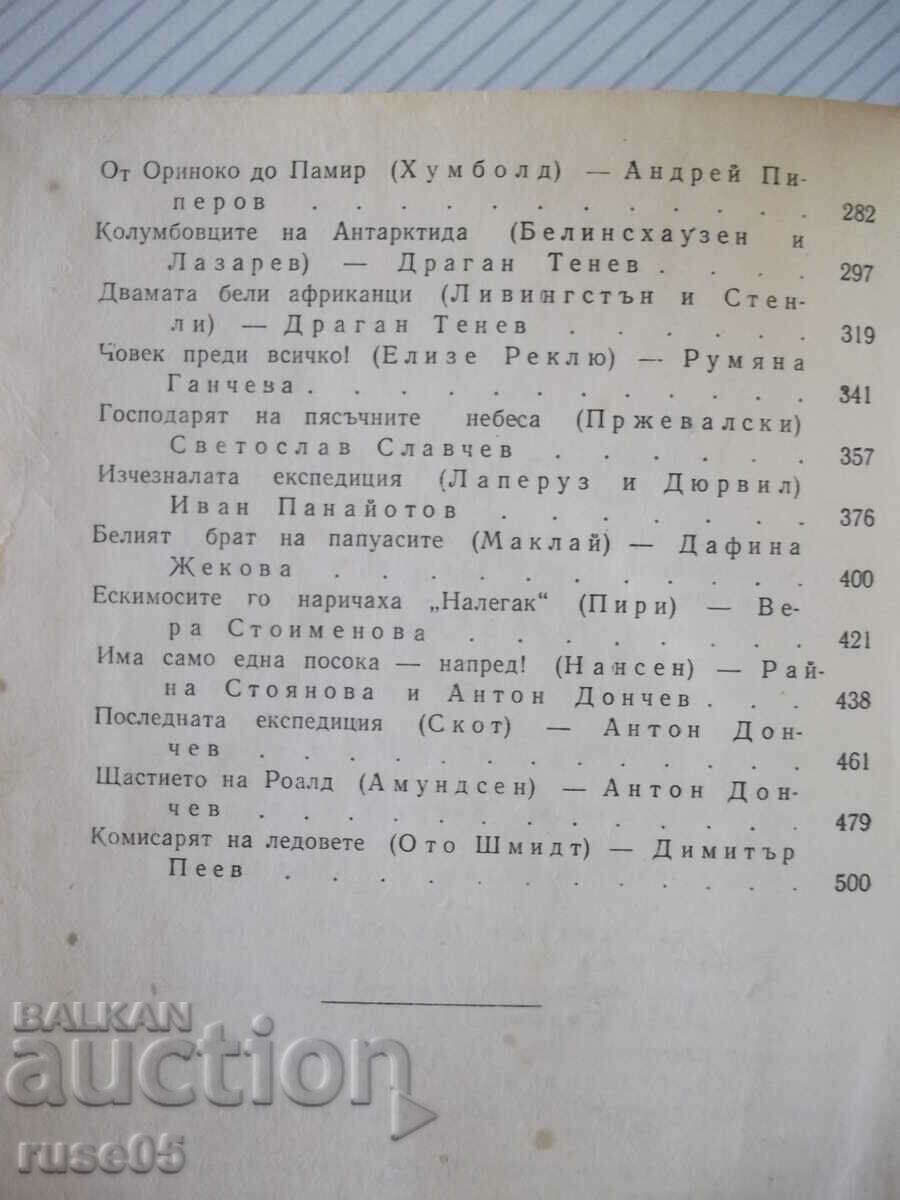 От Ориноко до Памир (Хумболд) — Андрей Пи-
перов . . . . . . . . . . . 282
Колумбовците на Антарктида (Белинсхаузен и
Лазарев) — Драган Тенев . . . . 297
Двамата бели африканци (Ливингстън и Стен-
ли) — Драган Тенев . . . . . . 319
Човек преди всичко! (Елизе Реклю) — Румяна
Ганчева . . . . . . . . . . 341
Господарят на пясъчните небеса (Пржевалски)
Светослав Славчев . . . . . . 357
Изчезналата експедиция (Лаперуз и Дюрвил)
Иван Панайотов . . . . . . . 376
Белият брат на папуасите (Маклай) — Дафина
Жекова . . . . . . . . . . 400
Ескимосите го наричаха „Налегак“ (Пири) — Ве-
ра Стоименова . . . . . . . 421
Има само една посока — напред! (Нансен) — Рай-
на Стоянова и Антон Дончев . . . 438
Последната експедиция (Скот) — Антон Дон-
чев . . . . . . . . . . . . 461
Щастието на Роалд (Амундсен) — Антон Дон-
чев . . . . . . . . . . . . 479
Комисарят на ледовете (Ото Шмидт) — Димитър
Пеев . . . . . . . . . . . 500
BALKAN
auction
ruse05